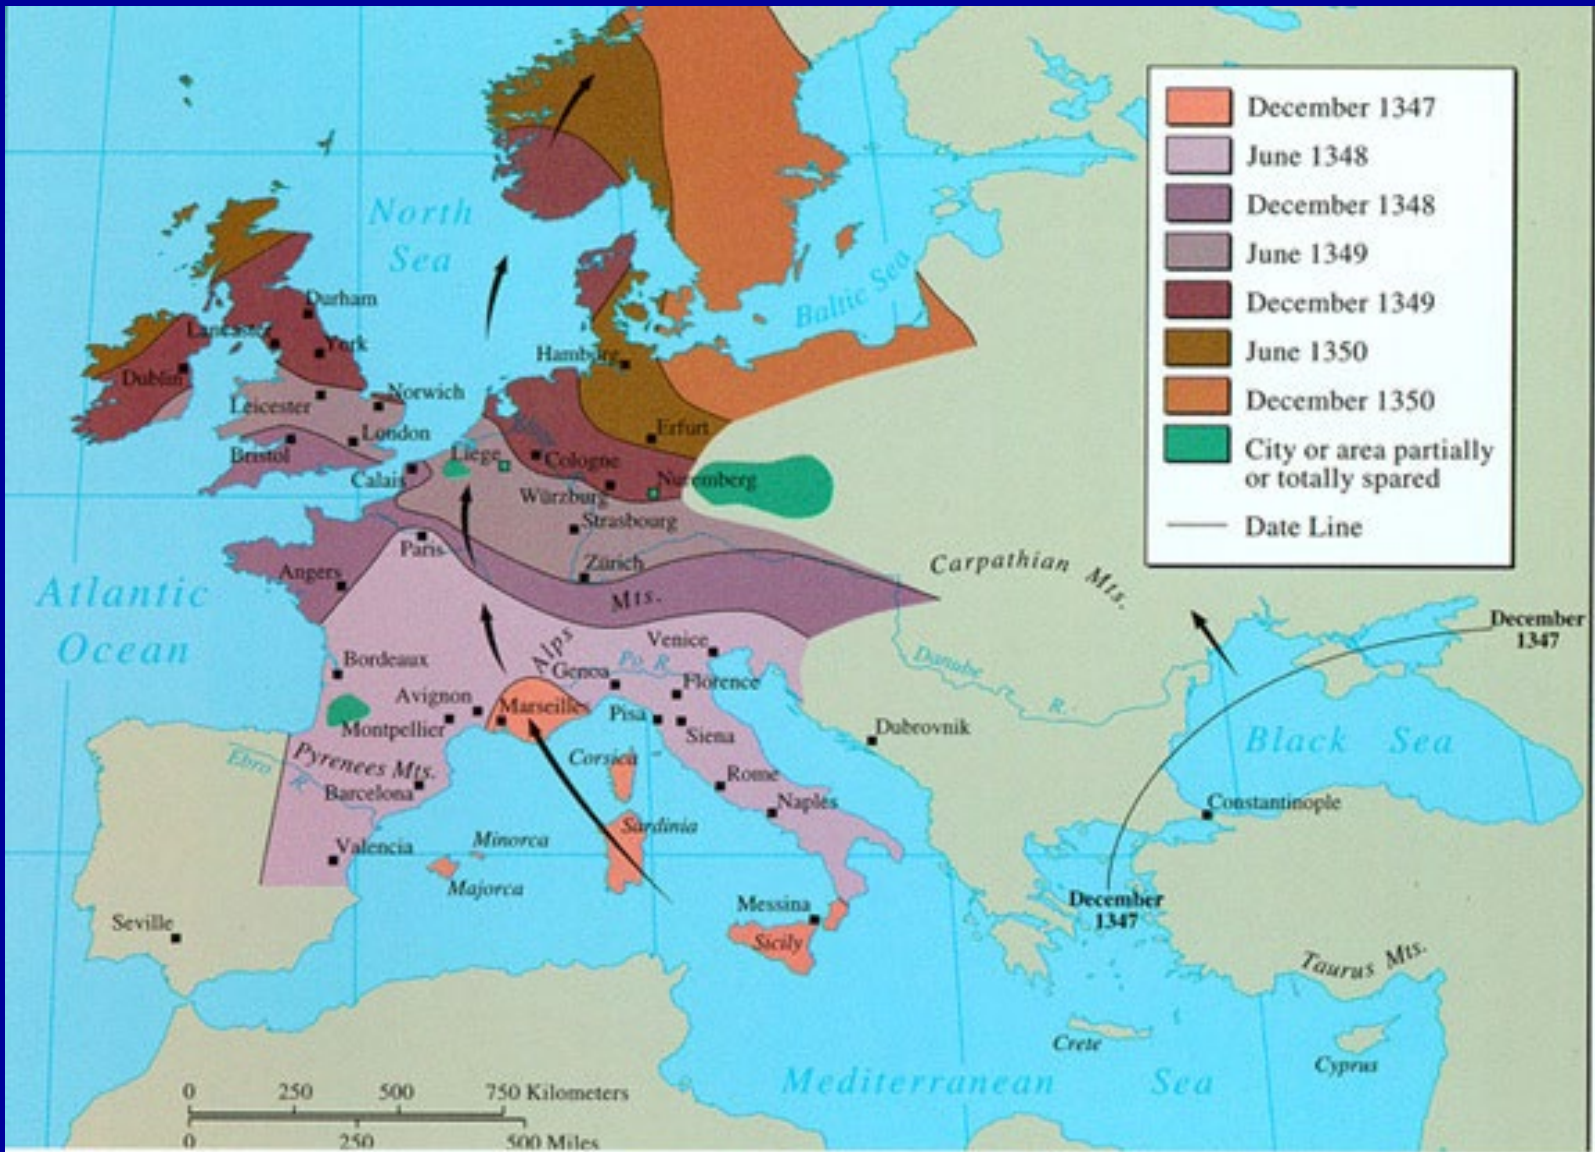 December 1347
June 1348
December 1348
June 1349
December 1349
June 1350
December 1350
City or area partially
or totally spared
Date Line
North
Sea
Baltic Sea
Durham
Lancaster
York
Dublin
Hamburg
Norwich
Leicester
London
Erfurt
Bristol
Liege
Cologne
Calais
Nuremberg
Würzburg
Strasbourg
Paris
Zürich
Angers
Carpathian Mts.
Atlantic
Ocean
Alps
Mts.
Venice
December
1347
Bordeaux
Genoa
Po R.
Danube
R.
Florence
Avignon
Marseilles
Montpellier
Pisa
Siena
Dubrovnik
Black Sea
Pyrenees Mts.
Ebro
R.
Corsica
Barcelona
Rome
Naples
Constantinople
Sardinia
Minorca
Valencia
Majorca
Messina
December
1347
Seville
Sicily
Taurus Mts.
Crete
Cyprus
Mediterranean Sea
0 250 500 750 Kilometers
0 250 500 Miles